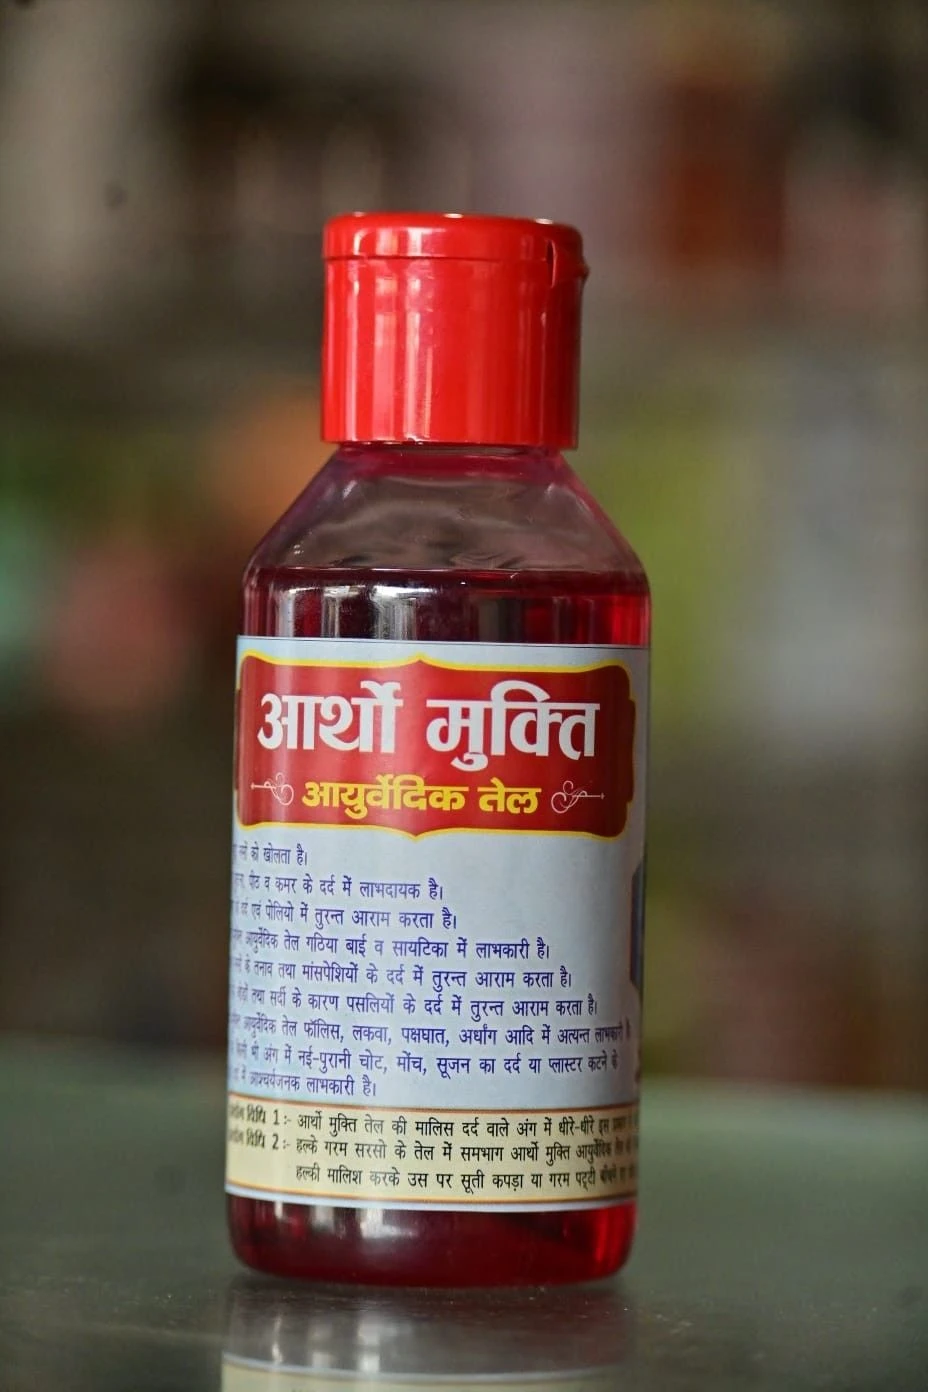 आर्थो मुक्ति
आयुर्वेदिक तेल
को खोलता है।
पीठ व कमर के दर्द में लाभदायक है।
दर्द एवं पोलियो में तुरन्त आराम करता है।
आयुर्वेदिक तेल गठिया बाई व सायटिका में लाभकारी है।
के तनाव तथा मांसपेशियों के दर्द में तुरन्त आराम करता है।
तथा सर्दी के कारण पसलियों के दर्द में तुरन्त आराम करता है।
आयुर्वेदिक तेल फॉलिस, लकवा, पक्षघात, अर्धांग आदि में अत्यन्त लाभकारी
भी अंग में नई-पुरानी चोट, मोंच, सूजन का दर्द या प्लास्टर कटने के
में आश्चर्यजनक लाभकारी है।
विधि 1:- आर्थो मुक्ति तेल की मालिस दर्द वाले अंग में धीरे-धीरे इस
विधि 2:- हल्के गरम सरसो के तेल में समभाग आर्थो मुक्ति आयुर्वेदिक तेल
हल्की मालिश करके उस पर सूती कपड़ा या गरम पट्टी